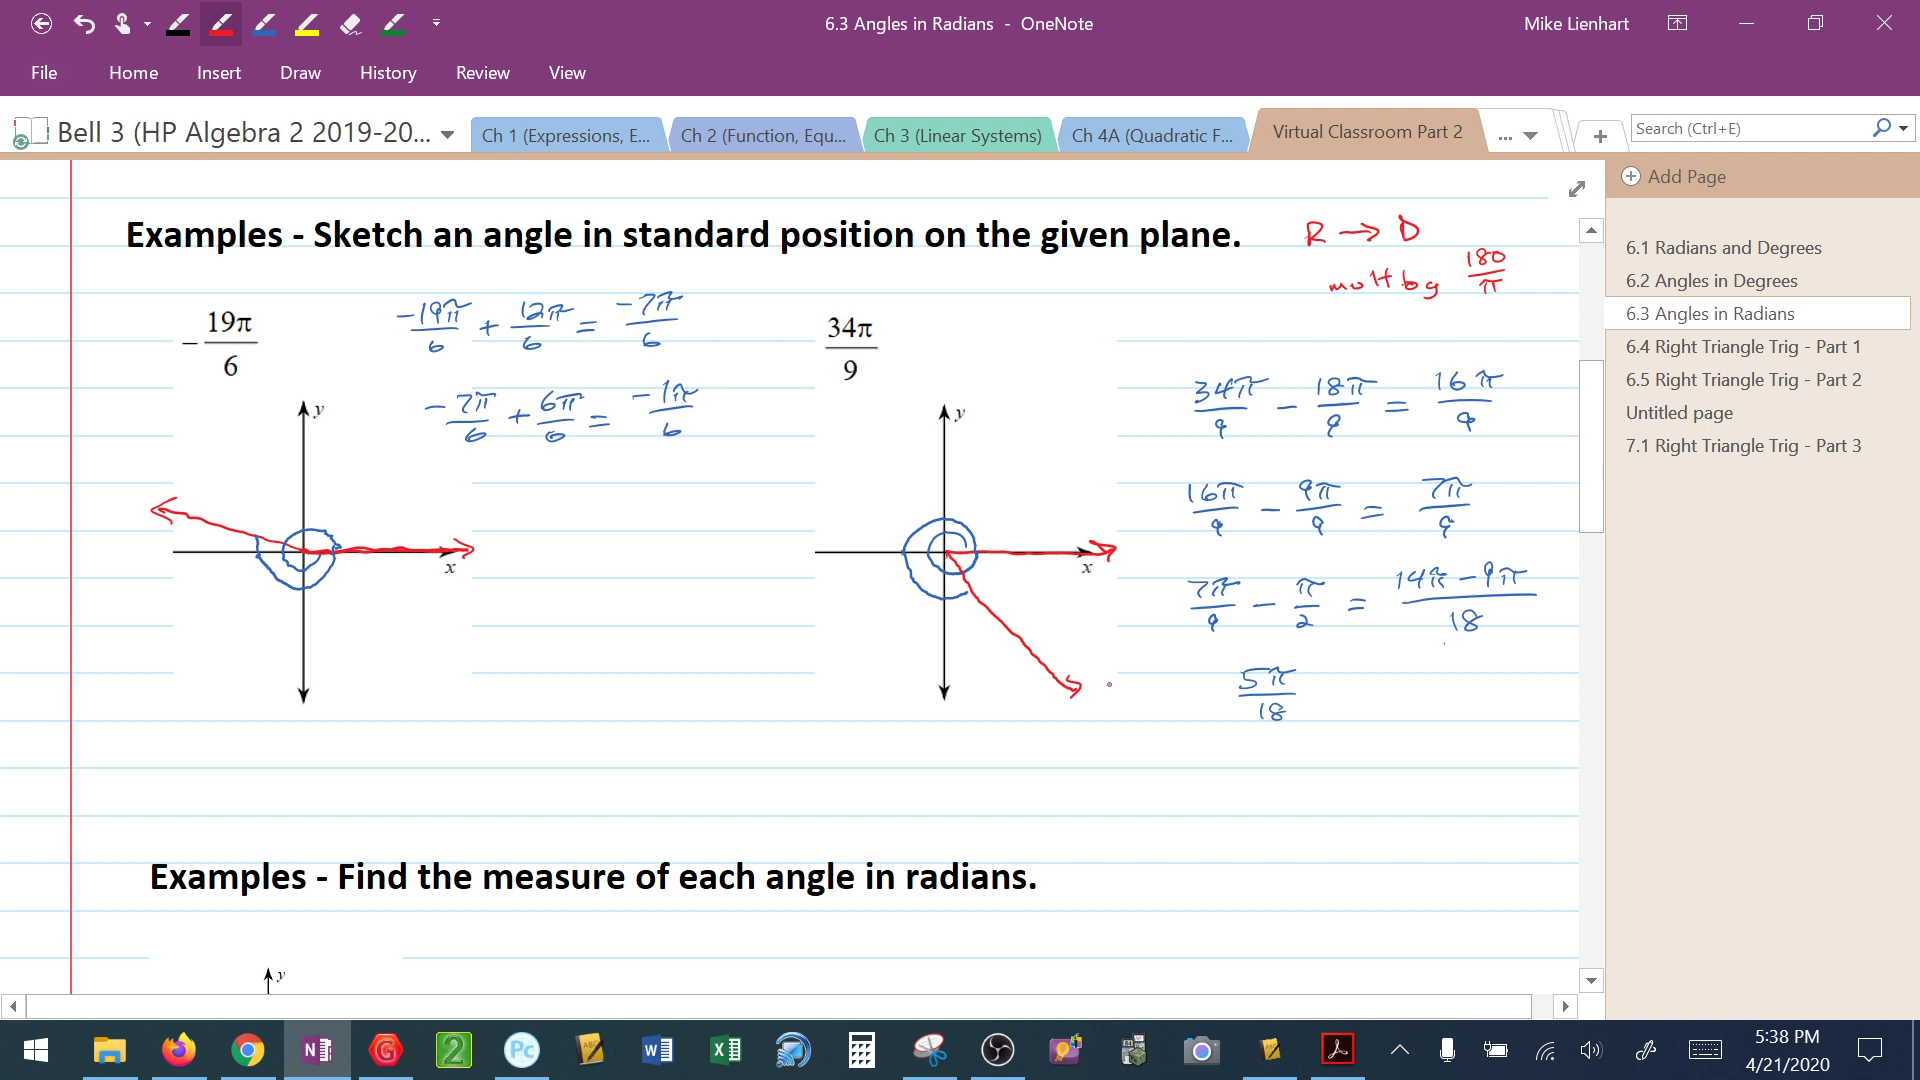 6.3 Angles in Radians - OneNote
Mike Lienhart
File Home Insert Draw History Review View
Bell 3 (HP Algebra 2 2019-20...
Ch 1 (Expressions, E...
Ch 2 (Function, Equ...
Ch 3 (Linear Systems)
Ch 4A (Quadratic F...
Virtual Classroom Part 2
...
Search (Ctrl+E)
Add Page
6.1 Radians and Degrees
6.2 Angles in Degrees
6.3 Angles in Radians
6.4 Right Triangle Trig - Part 1
6.5 Right Triangle Trig - Part 2
Untitled page
7.1 Right Triangle Trig - Part 3
Examples - Sketch an angle in standard position on the given plane.
R → D
mult by 180/π
- 19π/6
-19π/6 + 12π/6 = -7π/6
-7π/6 + 6π/6 = -1π/6
y
x
34π/9
y
x
34π/9 - 18π/9 = 16π/9
16π/9 - 9π/9 = 7π/9
7π/9 - π/2 = 14π - 9π/18
5π/18
Examples - Find the measure of each angle in radians.
y
5:38 PM
4/21/2020